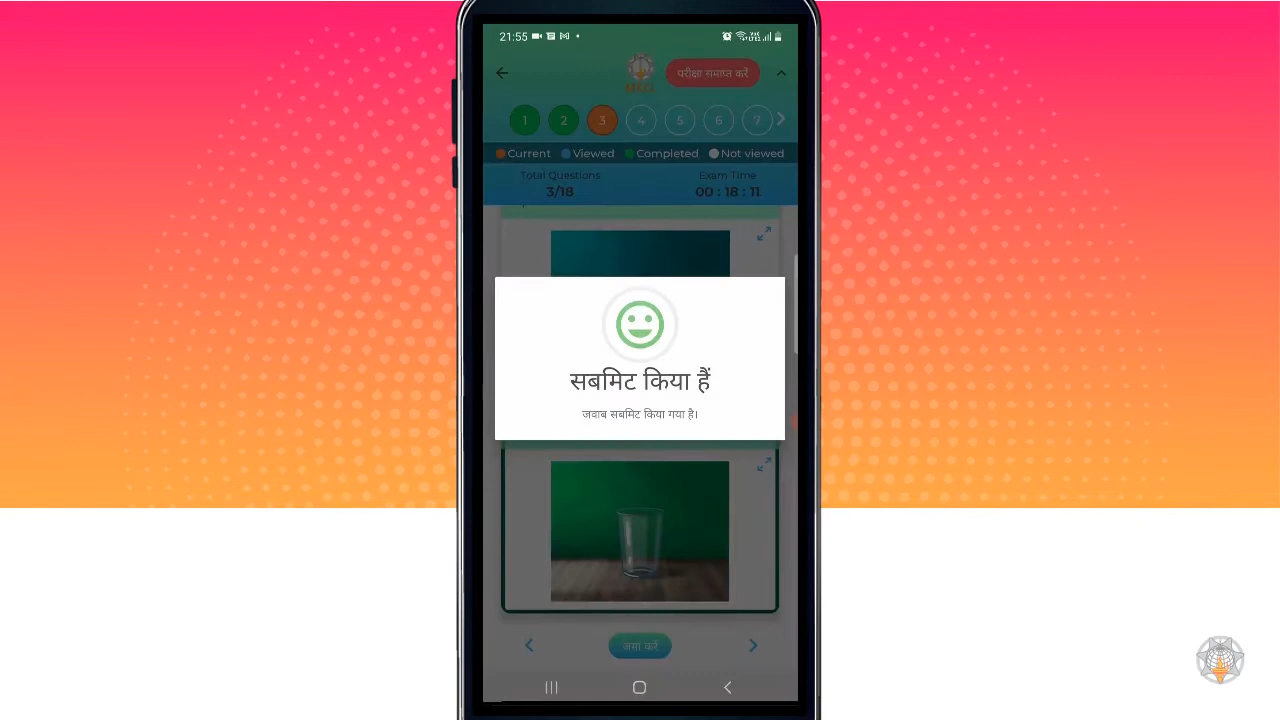 21:55
परीक्षा समाप्त करें
MKCL
1 2 3 4 5 6 7
Current Viewed Completed Not viewed
Total Questions Exam Time
3/18 00 : 18 : 11
सबमिट किया हैं
जवाब सबमिट किया गया है।
जमा करें